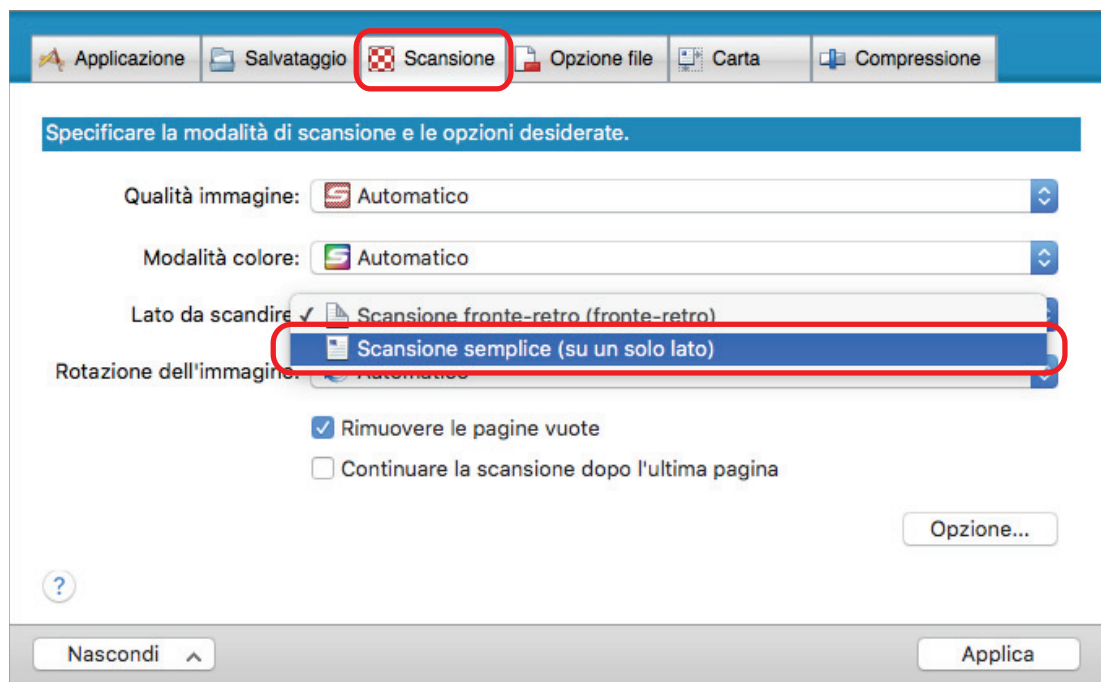 Applicazione Salvataggio Scansione Opzione file Carta Compressione
Specificare la modalità di scansione e le opzioni desiderate.
Qualità immagine: Automatico
Modalità colore: Automatico
Lato da scandire ✓ Scansione fronte-retro (fronte-retro)
Scansione semplice (su un solo lato)
Rotazione dell'immagine: Automatico
Rimuovere le pagine vuote
Continuare la scansione dopo l'ultima pagina
Opzione...
?
Nascondi Applica